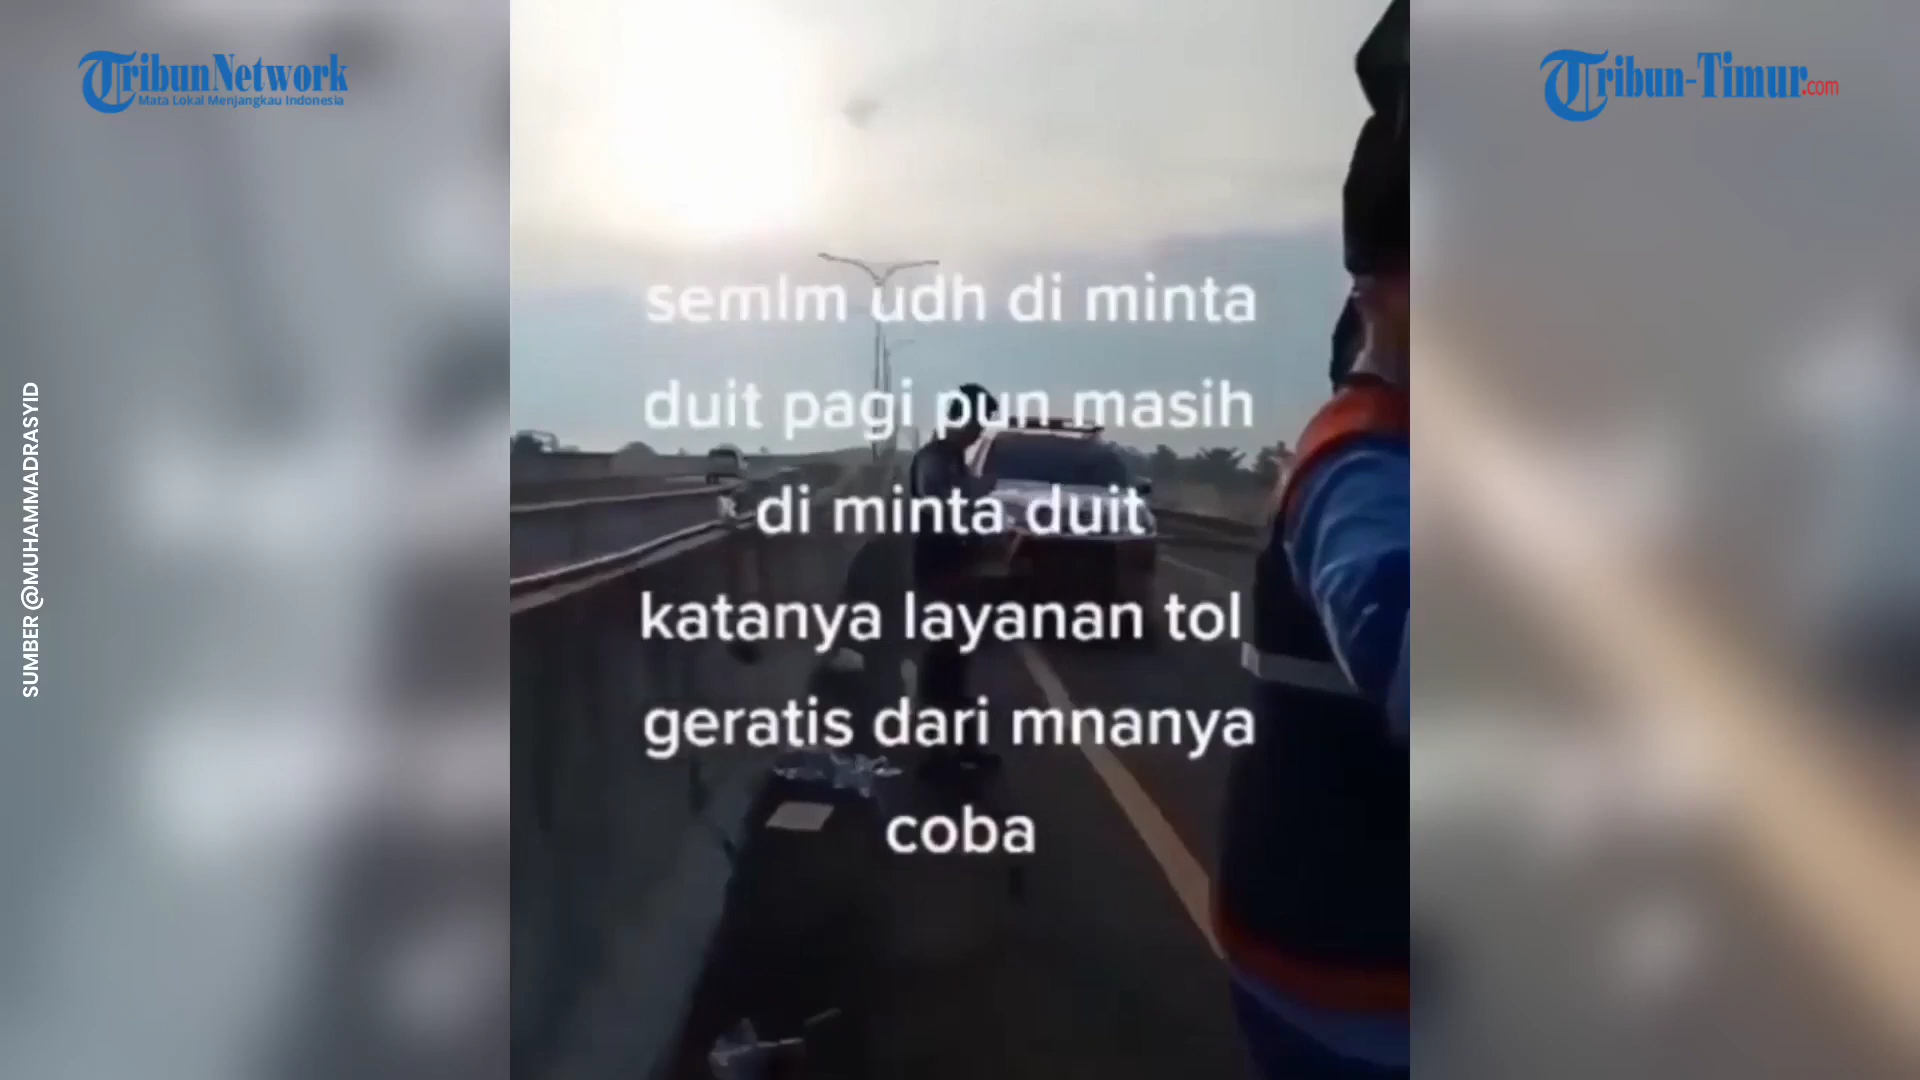 TribunNetwork
Mata Lokal Menjangkau Indonesia
Tribun-Timur.com
SUMBER @MUHAMMADRASYID
semlm udh di minta
duit pagi pun masih
di minta duit
katanya layanan tol
geratis dari mnanya
coba